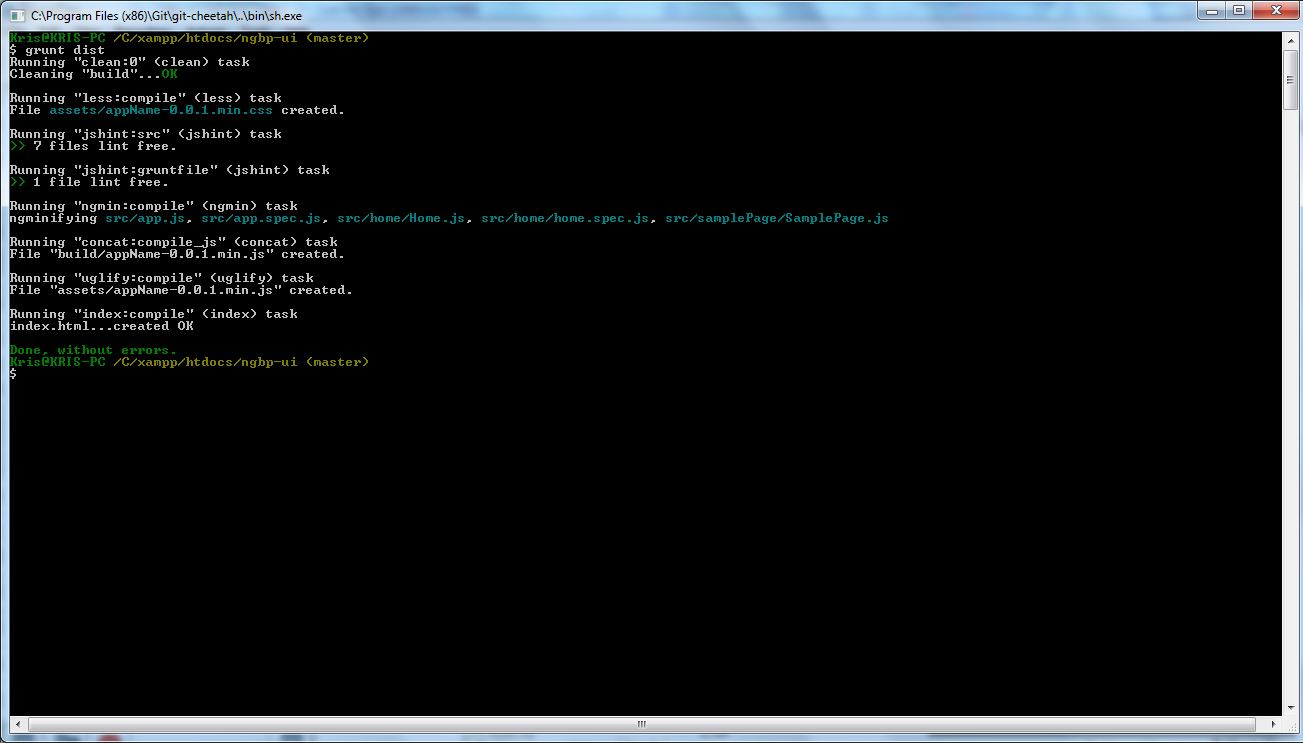 C:\Program Files (x86)\Git\git-cheetah\..\bin\sh.exe
Kris@KRIS-PC /C/xampp/htdocs/ngbp-ui (master)
$ grunt dist
Running "clean:0" (clean) task
Cleaning "build"...OK
Running "less:compile" (less) task
File assets/appName-0.0.1.min.css created.
Running "jshint:src" (jshint) task
>> 7 files lint free.
Running "jshint:gruntfile" (jshint) task
>> 1 file lint free.
Running "ngmin:compile" (ngmin) task
ngminifying src/app.js, src/app.spec.js, src/home/Home.js, src/home/home.spec.js, src/samplePage/SamplePage.js
Running "concat:compile_js" (concat) task
File "build/appName-0.0.1.min.js" created.
Running "uglify:compile" (uglify) task
File "assets/appName-0.0.1.min.js" created.
Running "index:compile" (index) task
index.html...created OK
Done, without errors.
Kris@KRIS-PC /C/xampp/htdocs/ngbp-ui (master)
$